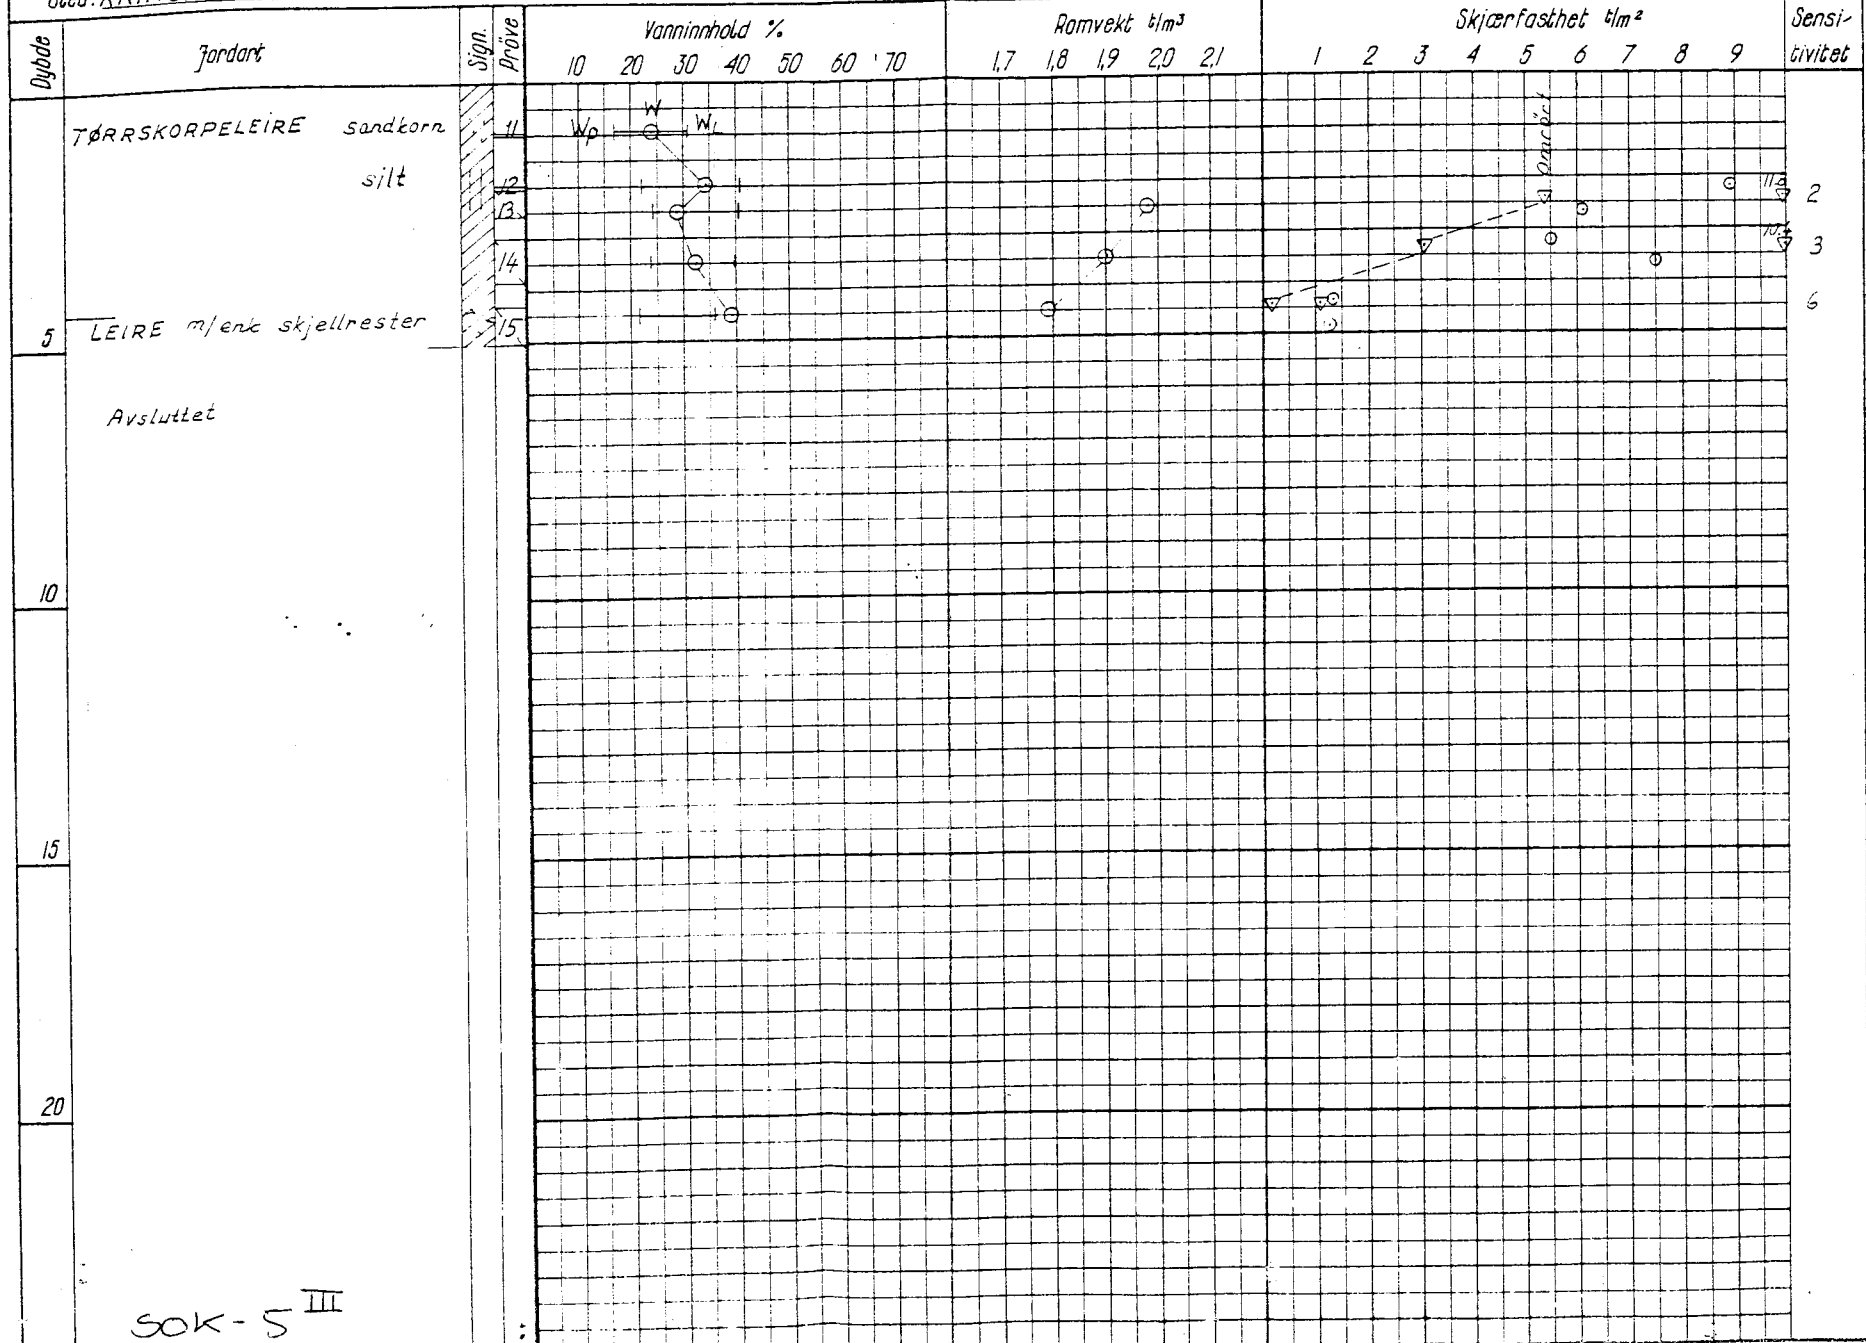 Dybde
Jordart
Sign.
Prøve
Vanninnhold %
10 20 30 40 50 60 70
Romvekt t/m³
1,7 1,8 1,9 2,0 2,1
Skjærfasthet t/m²
1 2 3 4 5 6 7 8 9
Sensi-
tivitet
TØRRSKORPELEIRE sandkorn
silt
11
Wp W WL
12
13
14
15
Omrört
2
3
6
LEIRE m/enk skjellrester
5
Avsluttet
10
15
20
SOK-5 III